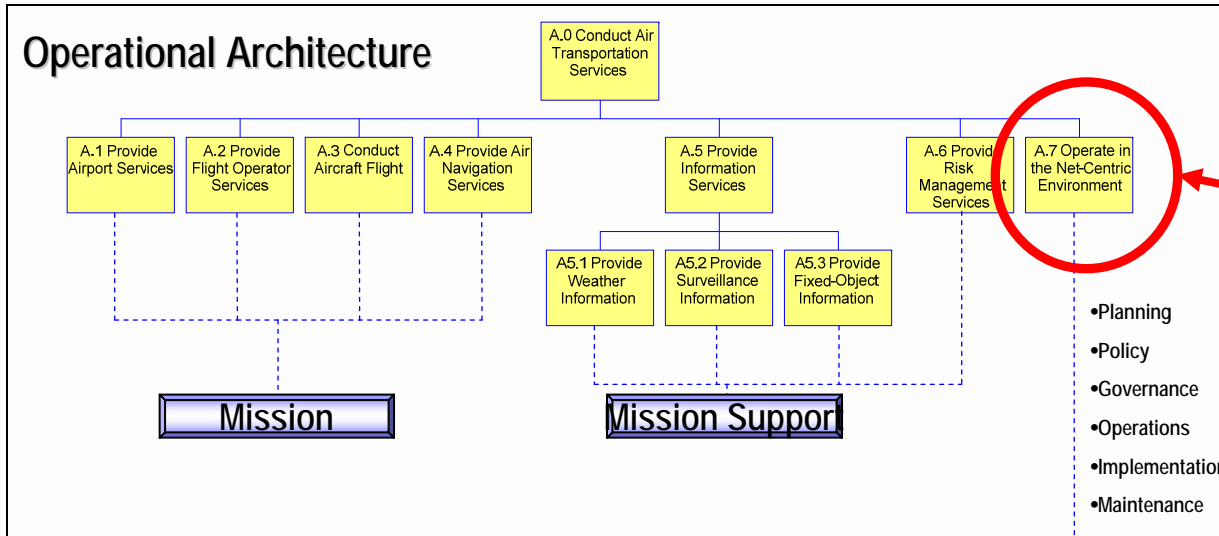 Operational Architecture
A.0 Conduct Air
Transportation
Services
A.1 Provide
Airport Services
A.2 Provide
Flight Operator
Services
A.3 Conduct
Aircraft Flight
A.4 Provide Air
Navigation
Services
A.5 Provide
Information
Services
A.6 Provide
Risk
Management
Services
A.7 Operate in
the Net-Centric
Environment
A5.1 Provide
Weather
Information
A5.2 Provide
Surveillance
Information
A5.3 Provide
Fixed-Object
Information
Mission
Mission Support
•Planning
•Policy
•Governance
•Operations
•Implementation
•Maintenance